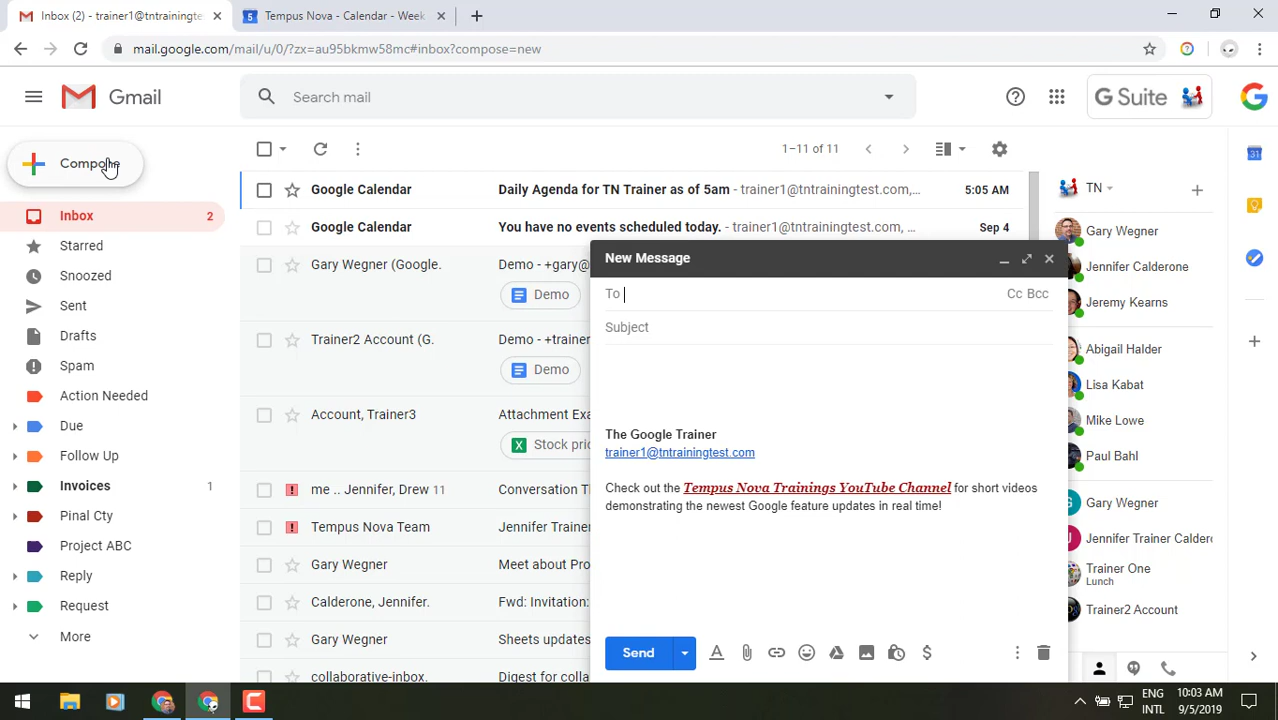 Inbox (2) - trainer1@tntrainingte
Tempus Nova - Calendar - Week
mail.google.com/mail/u/0/?zx=au95bkmw58mc#inbox?compose=new
Gmail
Search mail
G Suite
Compose
1–11 of 11
Inbox 2
Starred
Snoozed
Sent
Drafts
Spam
Action Needed
Due
Follow Up
Invoices 1
Pinal Cty
Project ABC
Reply
Request
More
Google Calendar Daily Agenda for TN Trainer as of 5am - trainer1@tntrainingtest.com,... 5:05 AM
Google Calendar You have no events scheduled today. - trainer1@tntrainingtest.com, ... Sep 4
Gary Wegner (Google. Demo - +gary@
Demo
Trainer2 Account (G. Demo - +trainer
Demo
Account, Trainer3 Attachment Exa
Stock pric
me .. Jennifer, Drew 11 Conversation T
Tempus Nova Team Jennifer Trainer
Gary Wegner Meet about Pro
Calderone, Jennifer. Fwd: Invitation:
Gary Wegner Sheets updates
collaborative-inbox. Digest for colla
New Message
To Cc Bcc
Subject
The Google Trainer
trainer1@tntrainingtest.com
Check out the Tempus Nova Trainings YouTube Channel for short videos
demonstrating the newest Google feature updates in real time!
Send
TN
Gary Wegner
Jennifer Calderone
Jeremy Kearns
Abigail Halder
Lisa Kabat
Mike Lowe
Paul Bahl
Gary Wegner
Jennifer Trainer Calderc
Trainer One
Lunch
Trainer2 Account
31
ENG
INTL
10:03 AM
9/5/2019